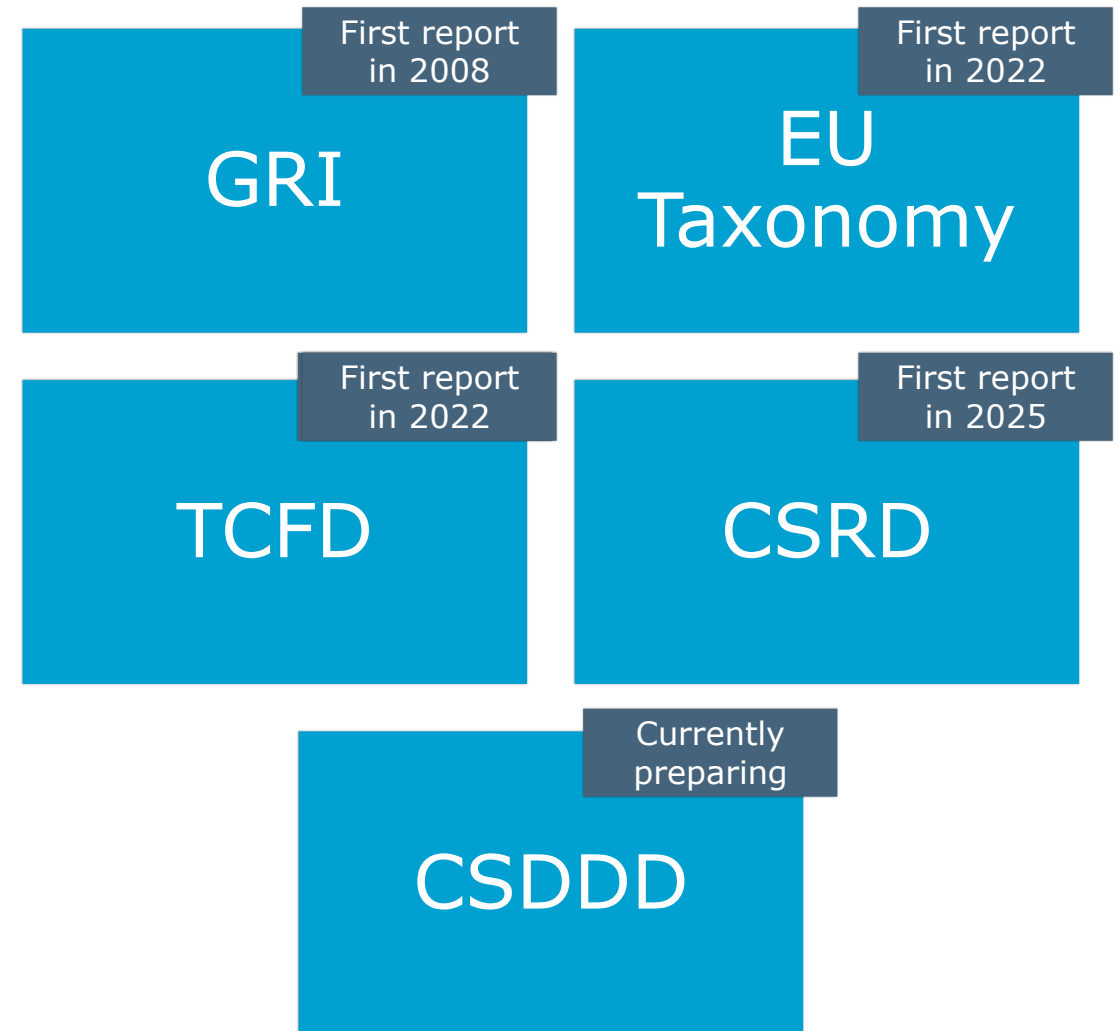 First report
in 2008
GRI
First report
in 2022
EU
Taxonomy
First report
in 2022
TCFD
First report
in 2025
CSRD
Currently
preparing
CSDDD